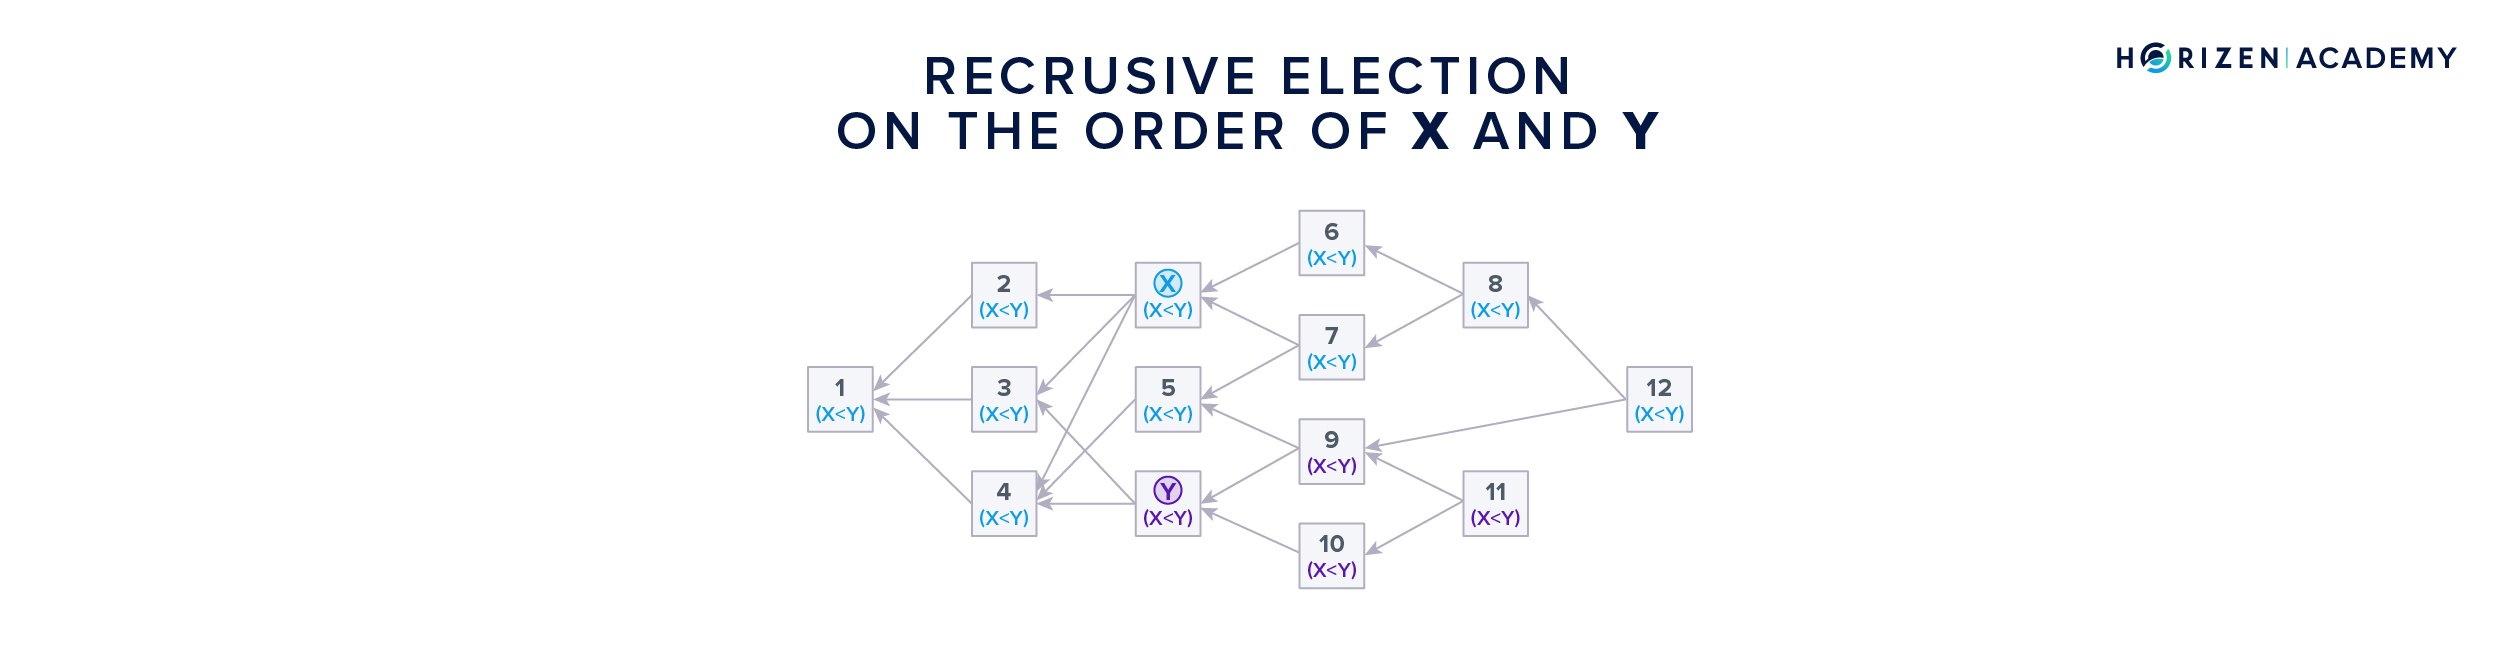 RECRUSIVE ELECTION
ON THE ORDER OF X AND Y
HORIZEN ACADEMY
1
(X<Y)
2
(X<Y)
3
(X<Y)
4
(X<Y)
X
(X<Y)
5
(X<Y)
Y
(X<Y)
6
(X<Y)
7
(X<Y)
9
(X<Y)
10
(X<Y)
8
(X<Y)
11
(X<Y)
12
(X<Y)